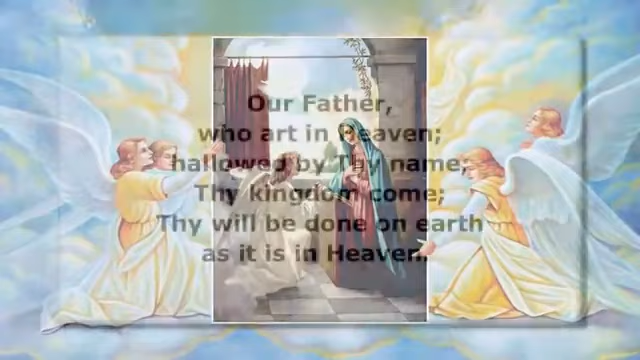 Our Father,
who art in Heaven;
hallowed by Thy name;
Thy kingdom come;
Thy will be done on earth
as it is in Heaven.